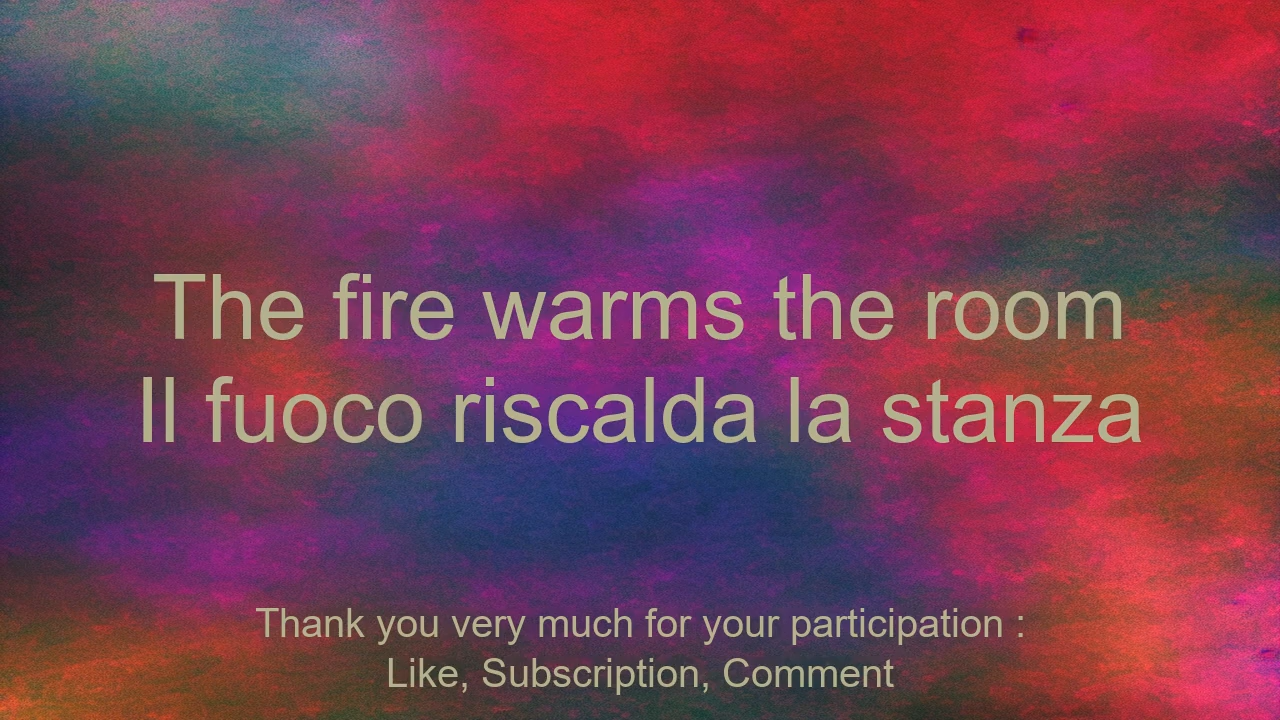 The fire warms the room
Il fuoco riscalda la stanza
Thank you very much for your participation :
Like, Subscription, Comment